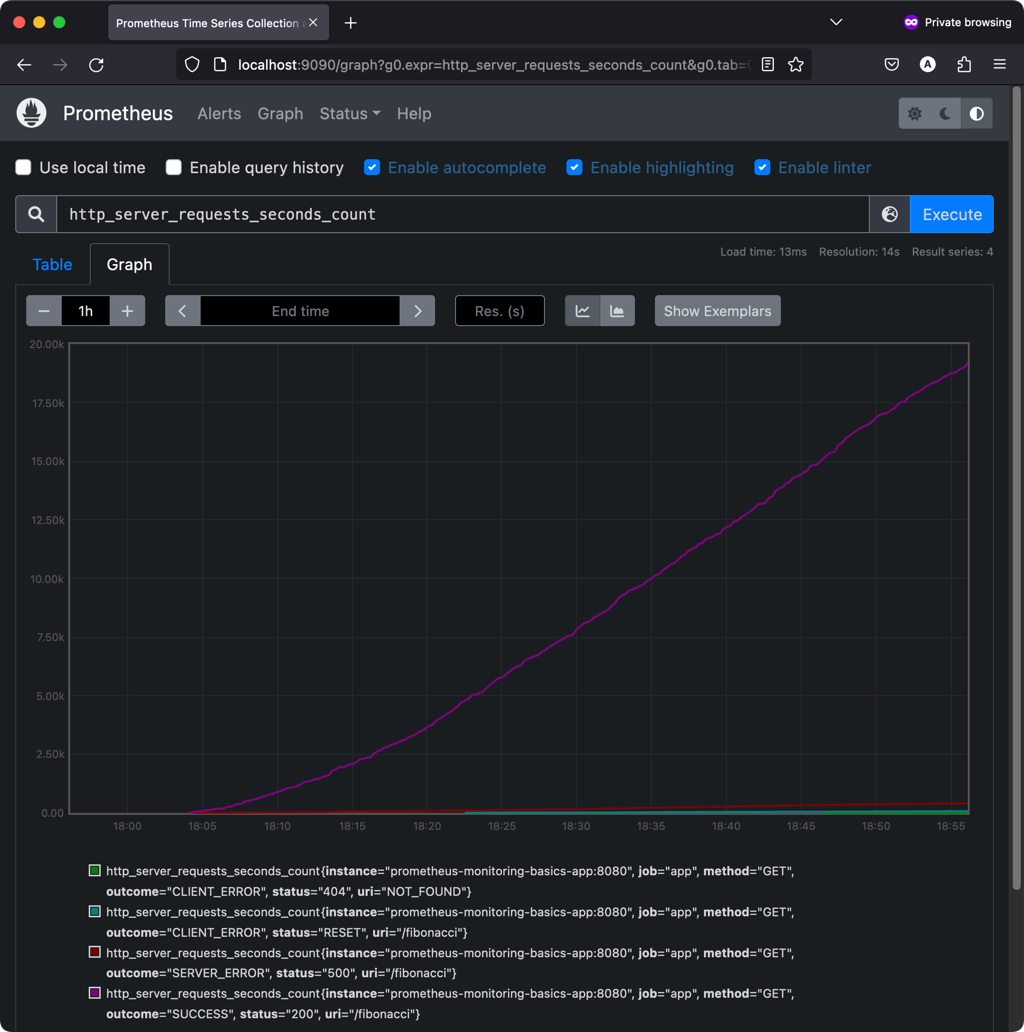 Prometheus Time Series Collection
Private browsing
localhost:9090/graph?g0.expr=http_server_requests_seconds_count&g0.tab=
A
Prometheus Alerts Graph Status Help
Use local time Enable query history Enable autocomplete Enable highlighting Enable linter
http_server_requests_seconds_count Execute
Load time: 13ms Resolution: 14s Result series: 4
Table Graph
− 1h + End time Res. (s) Show Exemplars
20.00k
17.50k
15.00k
12.50k
10.00k
7.50k
5.00k
2.50k
0.00
18:00 18:05 18:10 18:15 18:20 18:25 18:30 18:35 18:40 18:45 18:50 18:55
http_server_requests_seconds_count{instance="prometheus-monitoring-basics-app:8080", job="app", method="GET",
outcome="CLIENT_ERROR", status="404", uri="NOT_FOUND"}
http_server_requests_seconds_count{instance="prometheus-monitoring-basics-app:8080", job="app", method="GET",
outcome="CLIENT_ERROR", status="RESET", uri="/fibonacci"}
http_server_requests_seconds_count{instance="prometheus-monitoring-basics-app:8080", job="app", method="GET",
outcome="SERVER_ERROR", status="500", uri="/fibonacci"}
http_server_requests_seconds_count{instance="prometheus-monitoring-basics-app:8080", job="app", method="GET",
outcome="SUCCESS", status="200", uri="/fibonacci"}